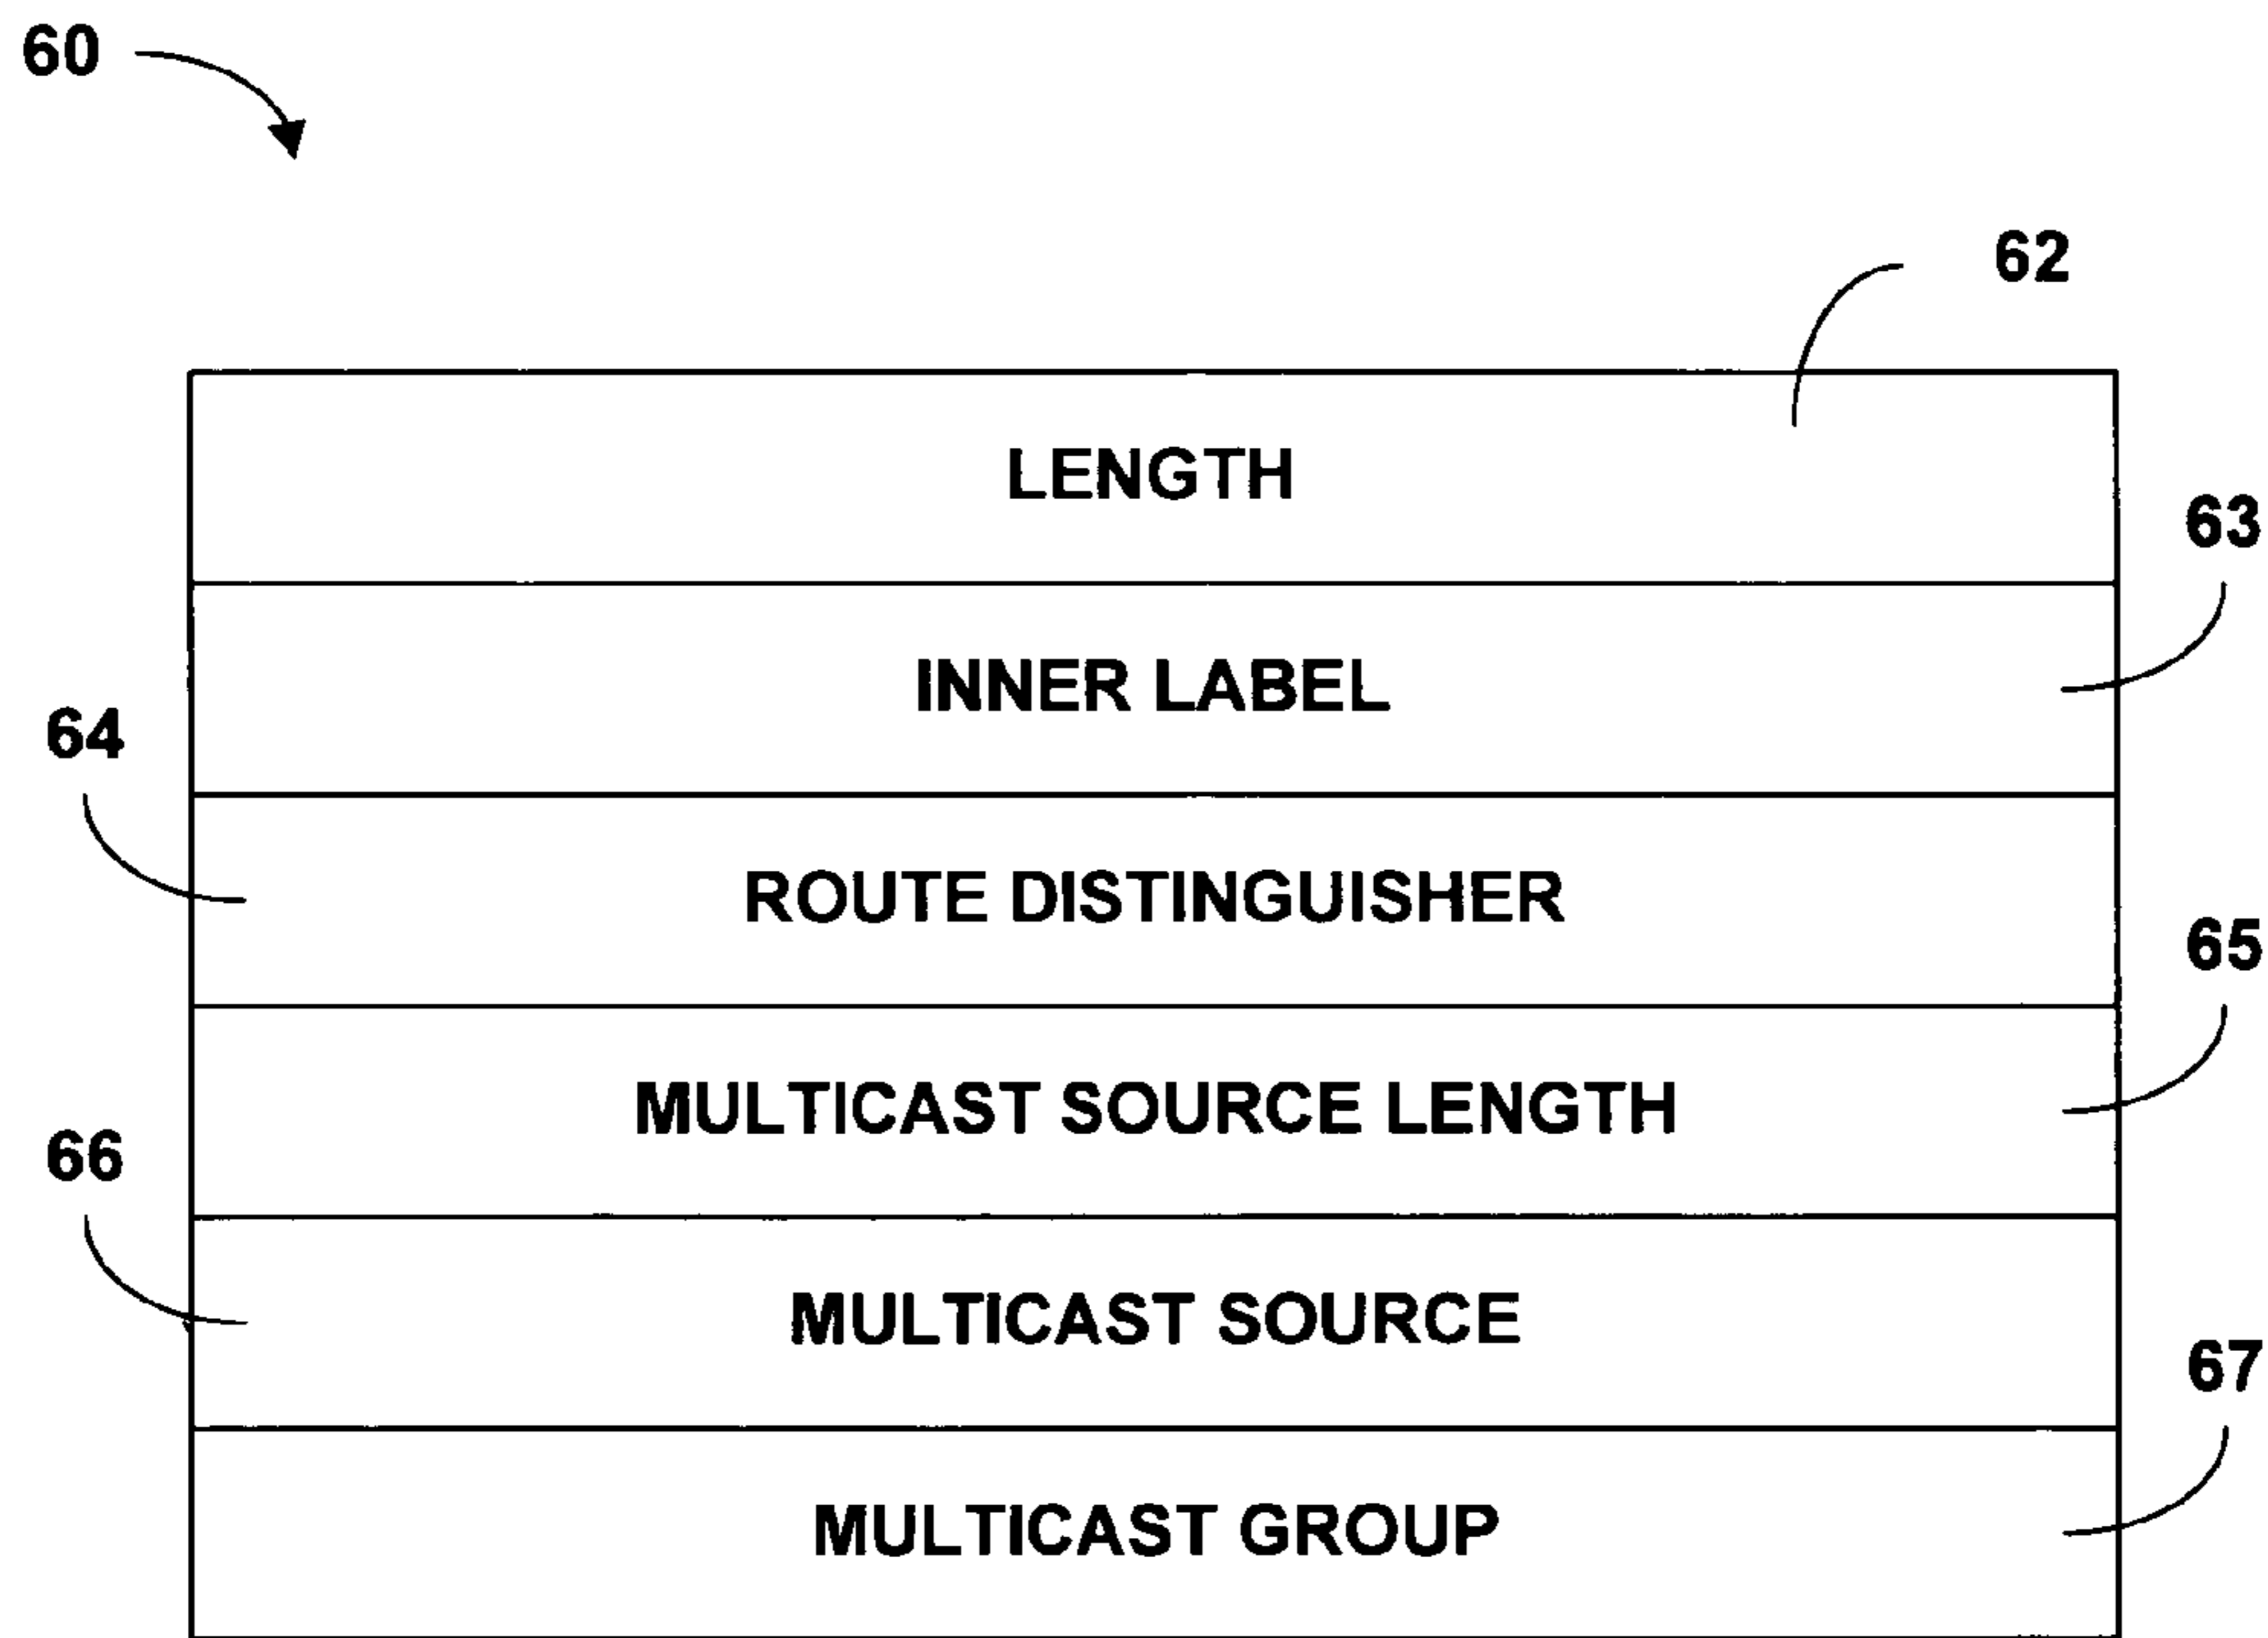 60
62
LENGTH
63
INNER LABEL
64
ROUTE DISTINGUISHER
65
MULTICAST SOURCE LENGTH
66
MULTICAST SOURCE
67
MULTICAST GROUP